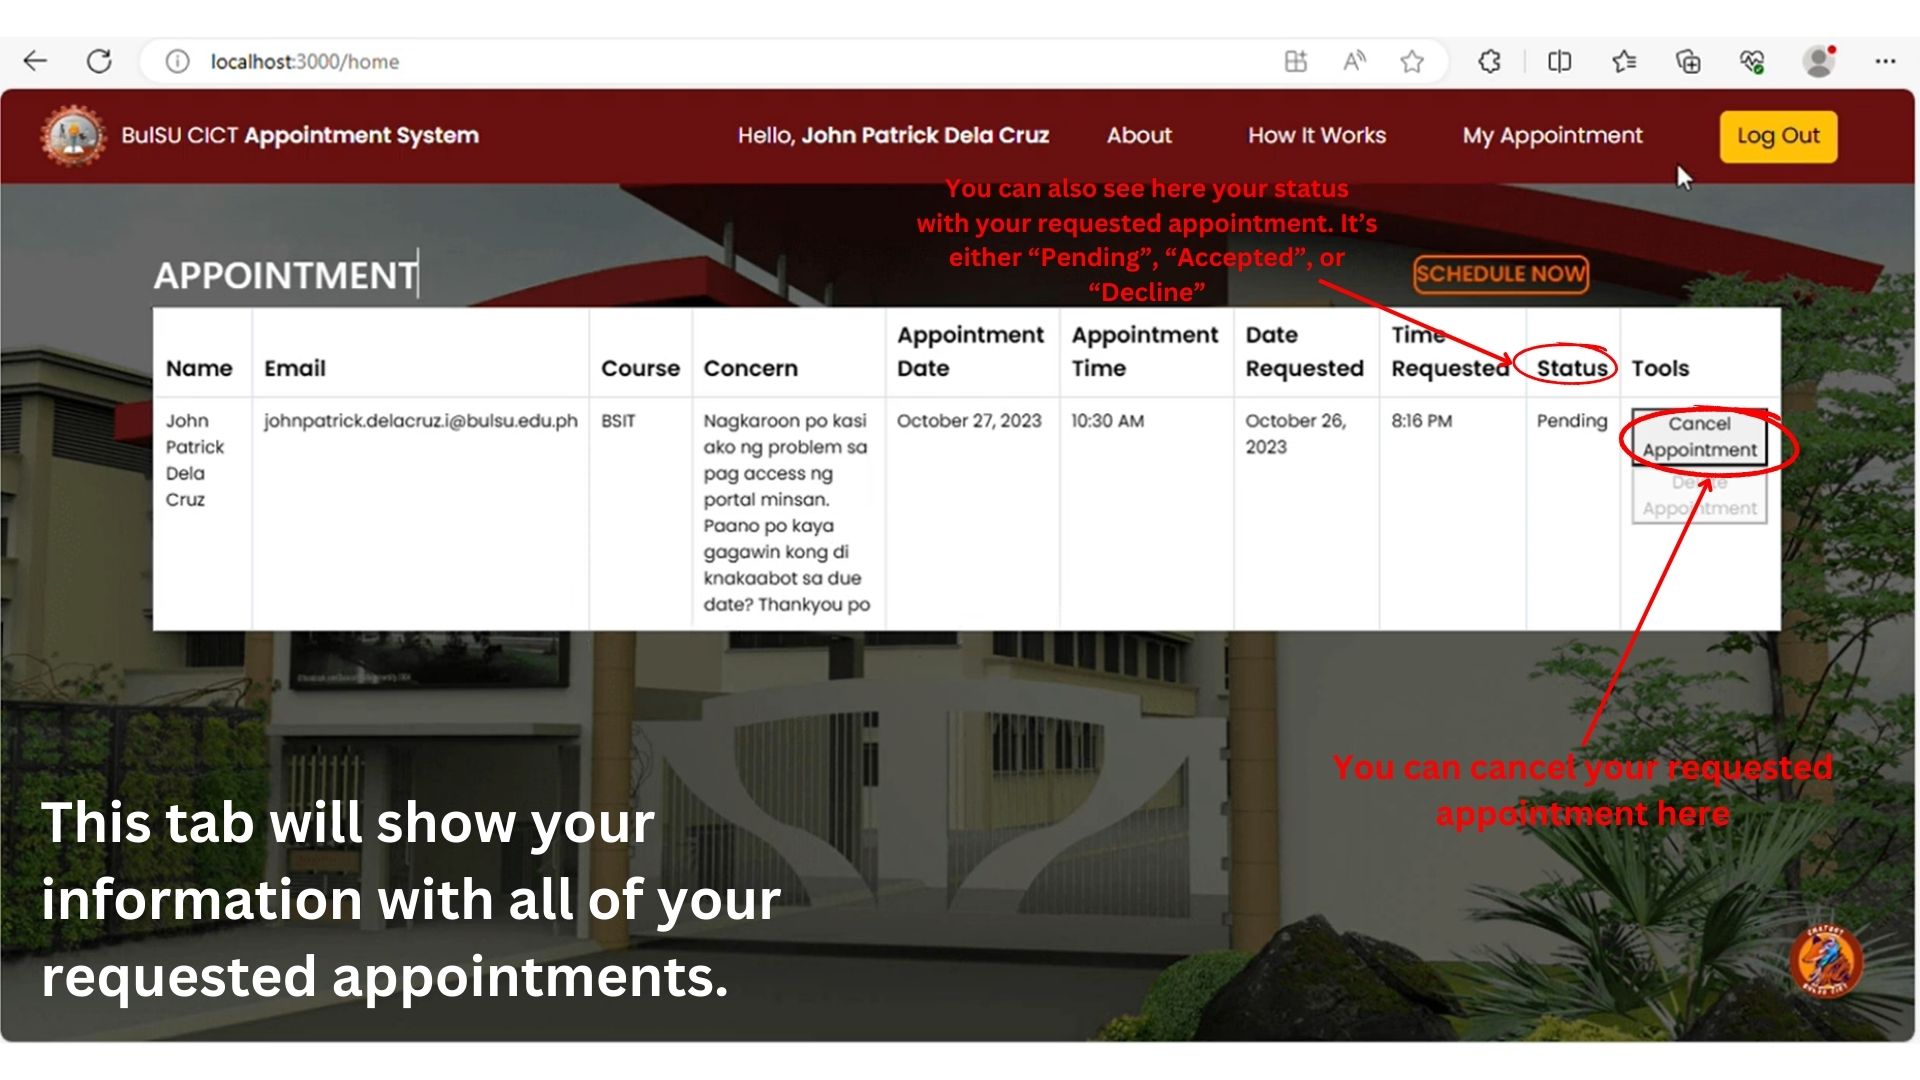 localhost:3000/home
BulSU CICT Appointment System
Hello, John Patrick Dela Cruz
About
How It Works
My Appointment
Log Out
You can also see here your status
with your requested appointment. It’s
either “Pending”, “Accepted”, or
“Decline”
APPOINTMENT
SCHEDULE NOW
Name
Email
Course
Concern
Appointment
Date
Appointment
Time
Date
Requested
Time
Requested
Status
Tools
John
Patrick
Dela
Cruz
johnpatrick.delacruz.i@bulsu.edu.ph
BSIT
Nagkaroon po kasi
ako ng problem sa
pag access ng
portal minsan.
Paano po kaya
gagawin kong di
knakaabot sa due
date? Thankyou po
October 27, 2023
10:30 AM
October 26,
2023
8:16 PM
Pending
Cancel
Appointment
Delete
Appointment
You can cancel your requested
appointment here
This tab will show your
information with all of your
requested appointments.